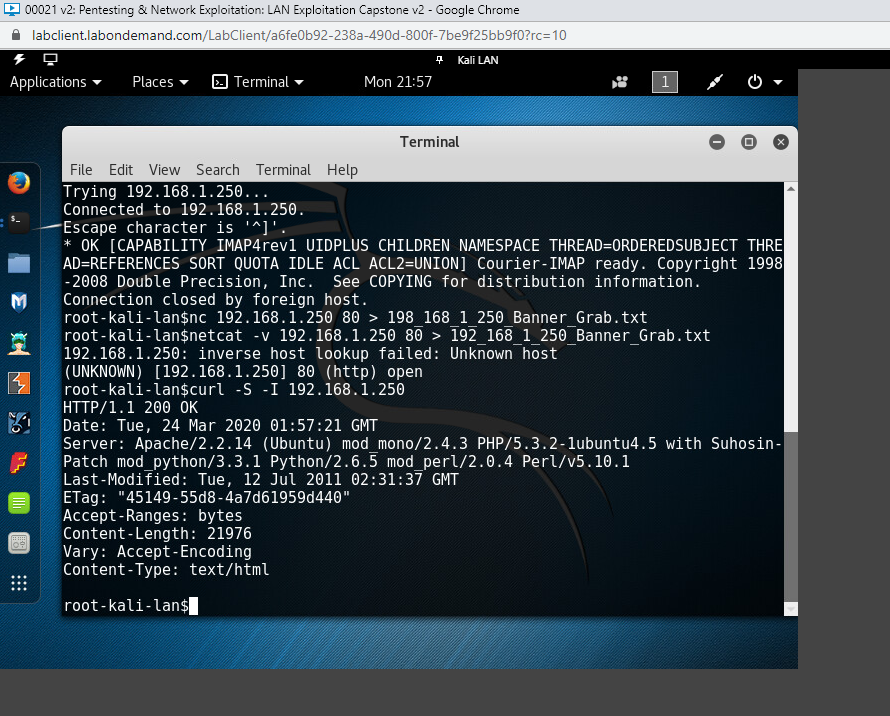 00021 v2: Pentesting & Network Exploitation: LAN Exploitation Capstone v2 - Google Chrome
labclient.labondemand.com/LabClient/a6fe0b92-238a-490d-800f-7be9f25bb9f0?rc=10
Kali LAN
Applications Places Terminal Mon 21:57 1
Terminal
File Edit View Search Terminal Help
Trying 192.168.1.250...
Connected to 192.168.1.250.
Escape character is '^]'.
* OK [CAPABILITY IMAP4rev1 UIDPLUS CHILDREN NAMESPACE THREAD=ORDEREDSUBJECT THRE
AD=REFERENCES SORT QUOTA IDLE ACL ACL2=UNION] Courier-IMAP ready. Copyright 1998
-2008 Double Precision, Inc.  See COPYING for distribution information.
Connection closed by foreign host.
root-kali-lan$nc 192.168.1.250 80 > 198_168_1_250_Banner_Grab.txt
root-kali-lan$netcat -v 192.168.1.250 80 > 192_168_1_250_Banner_Grab.txt
192.168.1.250: inverse host lookup failed: Unknown host
(UNKNOWN) [192.168.1.250] 80 (http) open
root-kali-lan$curl -S -I 192.168.1.250
HTTP/1.1 200 OK
Date: Tue, 24 Mar 2020 01:57:21 GMT
Server: Apache/2.2.14 (Ubuntu) mod_mono/2.4.3 PHP/5.3.2-1ubuntu4.5 with Suhosin-
Patch mod_python/3.3.1 Python/2.6.5 mod_perl/2.0.4 Perl/v5.10.1
Last-Modified: Tue, 12 Jul 2011 02:31:37 GMT
ETag: "45149-55d8-4a7d61959d440"
Accept-Ranges: bytes
Content-Length: 21976
Vary: Accept-Encoding
Content-Type: text/html
root-kali-lan$